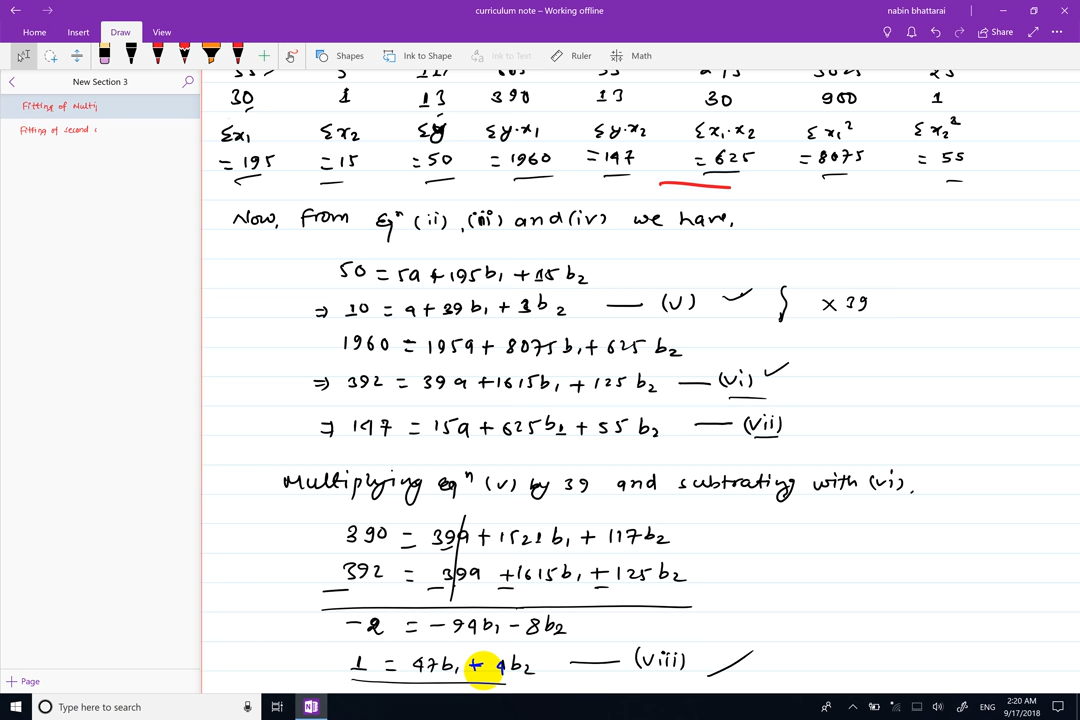 curriculum note – Working offline
nabin bhattarai
Home Insert Draw View
Share
Shapes Ink to Shape Ink to Text Ruler Math
New Section 3
Fitting of Multi
Fitting of second
30 1 13 390 13 30 900 1
Σx₁ Σx₂ Σy Σy·x₁ Σy·x₂ Σx₁·x₂ Σx₁² Σx₂²
= 195 = 15 = 50 = 1960 = 147 = 625 = 8075 = 55
Now, from Eqⁿ (ii), (iii) and (iv) we have,
50 = 5a + 195b₁ + 15b₂
⇒ 10 = a + 39b₁ + 3b₂ — (v) } × 39
1960 = 195a + 8075b₁ + 625b₂
⇒ 392 = 39a + 1615b₁ + 125b₂ — (vi)
⇒ 147 = 15a + 625b₁ + 55b₂ — (vii)
Multiplying eqⁿ (v) by 39 and subtrating with (vi).
390 = 39a + 1521b₁ + 117b₂
392 = 39a + 1615b₁ + 125b₂
-2 = -94b₁ - 8b₂
1 = 47b₁ + 4b₂ — (viii)
Page
Type here to search
ENG
2:20 AM
9/17/2018